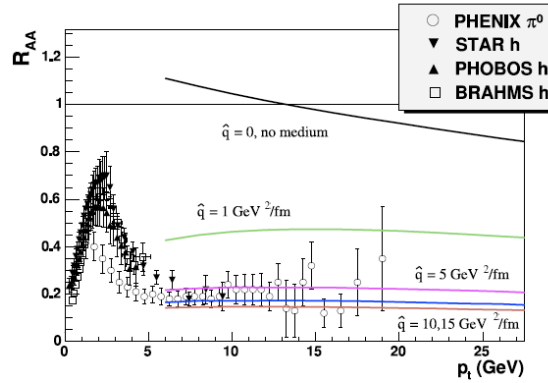 PHENIX π⁰
STAR h
PHOBOS h
BRAHMS h
R_AA
1.2
1
0.8
0.6
0.4
0.2
0
q̂ = 0, no medium
q̂ = 1 GeV ²/fm
q̂ = 5 GeV ²/fm
q̂ = 10,15 GeV ²/fm
0 5 10 15 20 25
p_t [GeV]